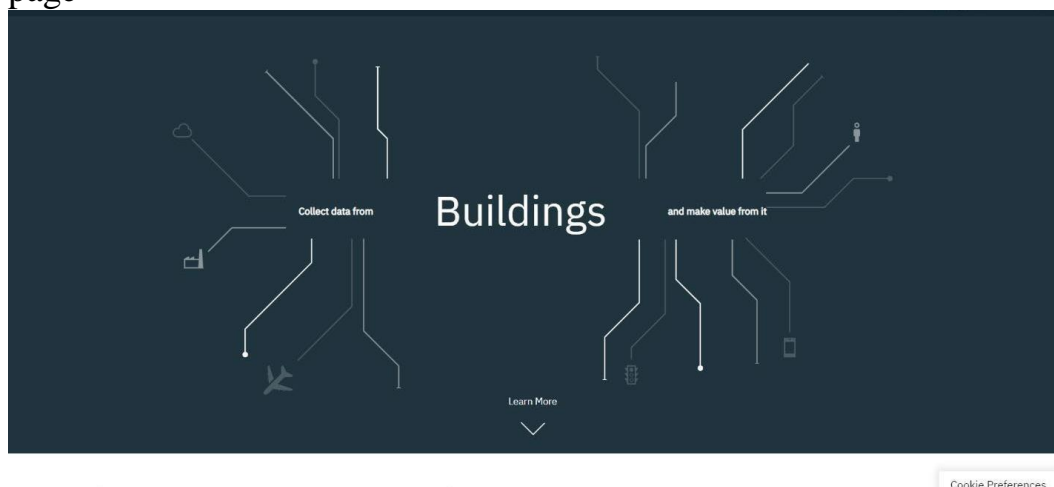 page
Collect data from
Buildings
and make value from it
Learn More
Cookie Preferences